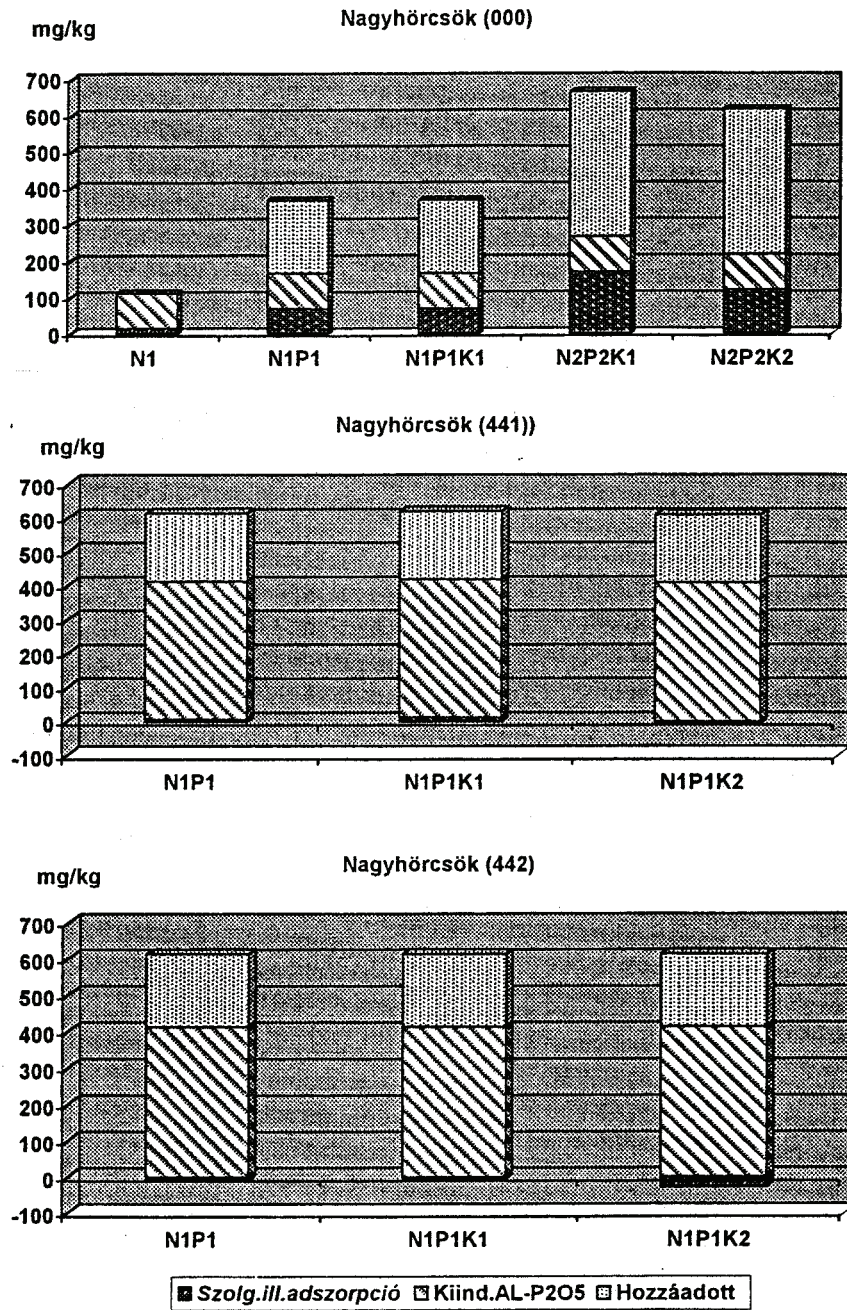 Nagyhörcsök (000)
mg/kg
700
600
500
400
300
200
100
0
N1 N1P1 N1P1K1 N2P2K1 N2P2K2
Nagyhörcsök (441))
mg/kg
700
600
500
400
300
200
100
0
-100
N1P1 N1P1K1 N1P1K2
Nagyhörcsök (442)
mg/kg
700
600
500
400
300
200
100
0
-100
N1P1 N1P1K1 N1P1K2
Szolg.ill.adszorpció Kiind.AL-P2O5 Hozzáadott